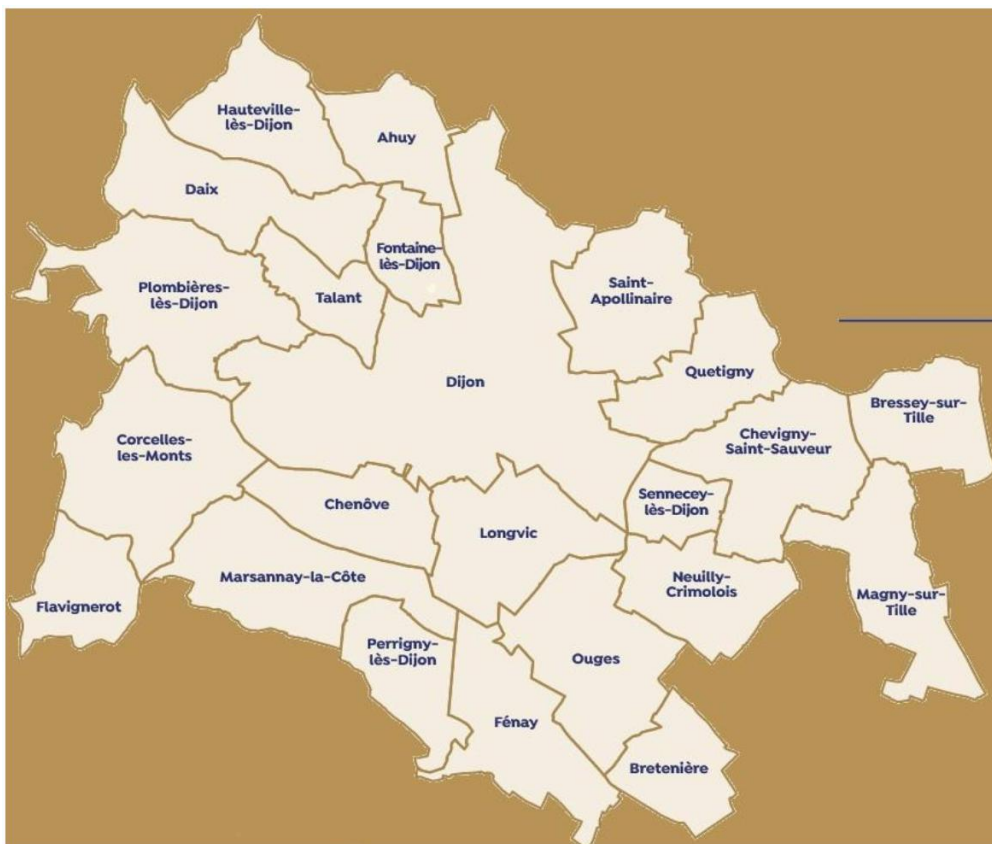 Hauteville-
lès-Dijon
Ahuy
Daix
Fontaine-
lès-Dijon
Plombières-
lès-Dijon
Talant
Saint-
Apollinaire
Dijon
Quetigny
Bressey-sur-
Tille
Corcelles-
les-Monts
Chevigny-
Saint-Sauveur
Chenôve
Sennecey-
lès-Dijon
Longvic
Marsannay-la-Côte
Neuilly-
Crimolois
Flavignerot
Magny-sur-
Tille
Perrigny-
lès-Dijon
Ouges
Fénay
Bretenière